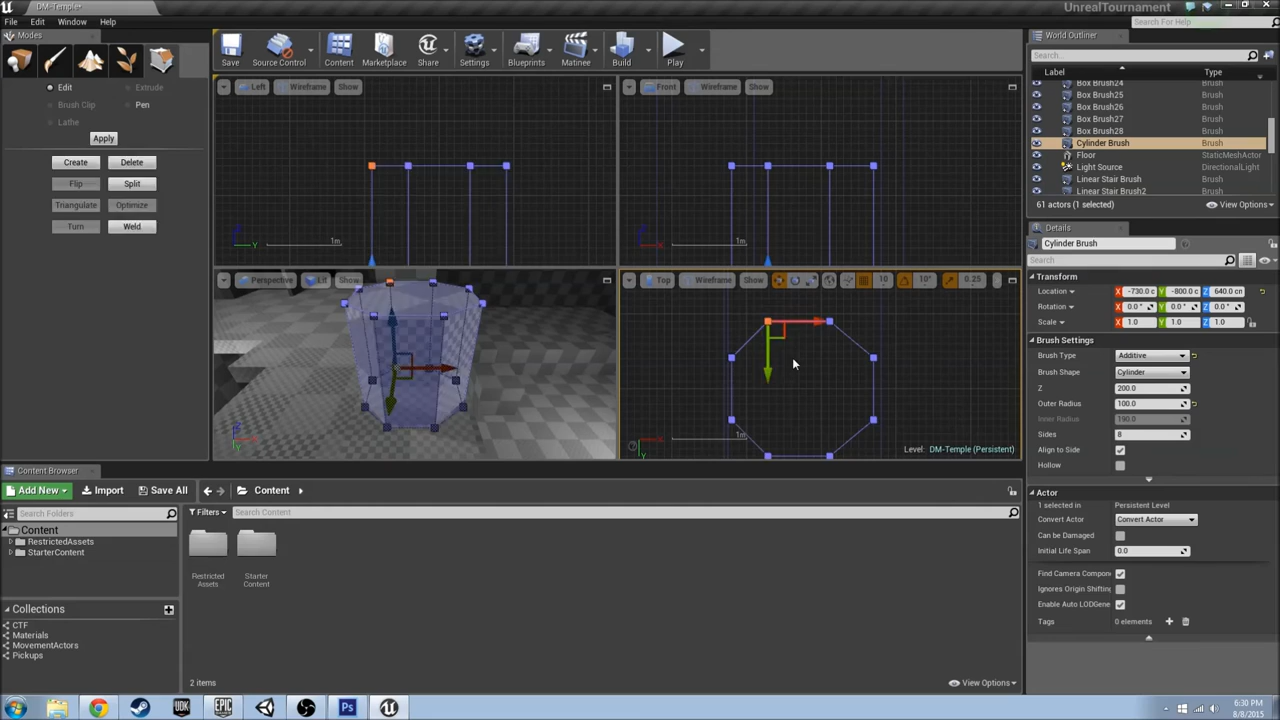 DM-Temple*
UnrealTournament
File Edit Window Help
Search For Help
Modes
Save Source Control Content Marketplace Share Settings Blueprints Matinee Build Play
Edit Extrude
Brush Clip Pen
Lathe
Apply
Create Delete
Flip Split
Triangulate Optimize
Turn Weld
Left Wireframe Show
1m
Front Wireframe Show
1m
Perspective Lit Show
Top Wireframe Show 10 10° 0.25
1m
Level: DM-Temple (Persistent)
World Outliner
Search
Label Type
Box Brush24 Brush
Box Brush25 Brush
Box Brush26 Brush
Box Brush27 Brush
Box Brush28 Brush
Cylinder Brush Brush
Floor StaticMeshActor
Light Source DirectionalLight
Linear Stair Brush Brush
Linear Stair Brush2 Brush
61 actors (1 selected) View Options
Details
Cylinder Brush
Search
Transform
Location X -730.0 c Y -800.0 c Z 640.0 cm
Rotation X 0.0 ° Y 0.0 ° Z 0.0 °
Scale X 1.0 Y 1.0 Z 1.0
Brush Settings
Brush Type Additive
Brush Shape Cylinder
Z 200.0
Outer Radius 100.0
Inner Radius 190.0
Sides 8
Align to Side
Hollow
Actor
1 selected in Persistent Level
Convert Actor Convert Actor
Can be Damaged
Initial Life Span 0.0
Find Camera Compon
Ignores Origin Shifting
Enable Auto LODGene
Tags 0 elements
Content Browser
Add New Import Save All Content
Search Folders
Filters Search Content
Content
RestrictedAssets
StarterContent
Restricted Assets
Starter Content
Collections
CTF
Materials
MovementActors
Pickups
2 items View Options
UDK EPIC GAMES Ps
6:30 PM
8/8/2015